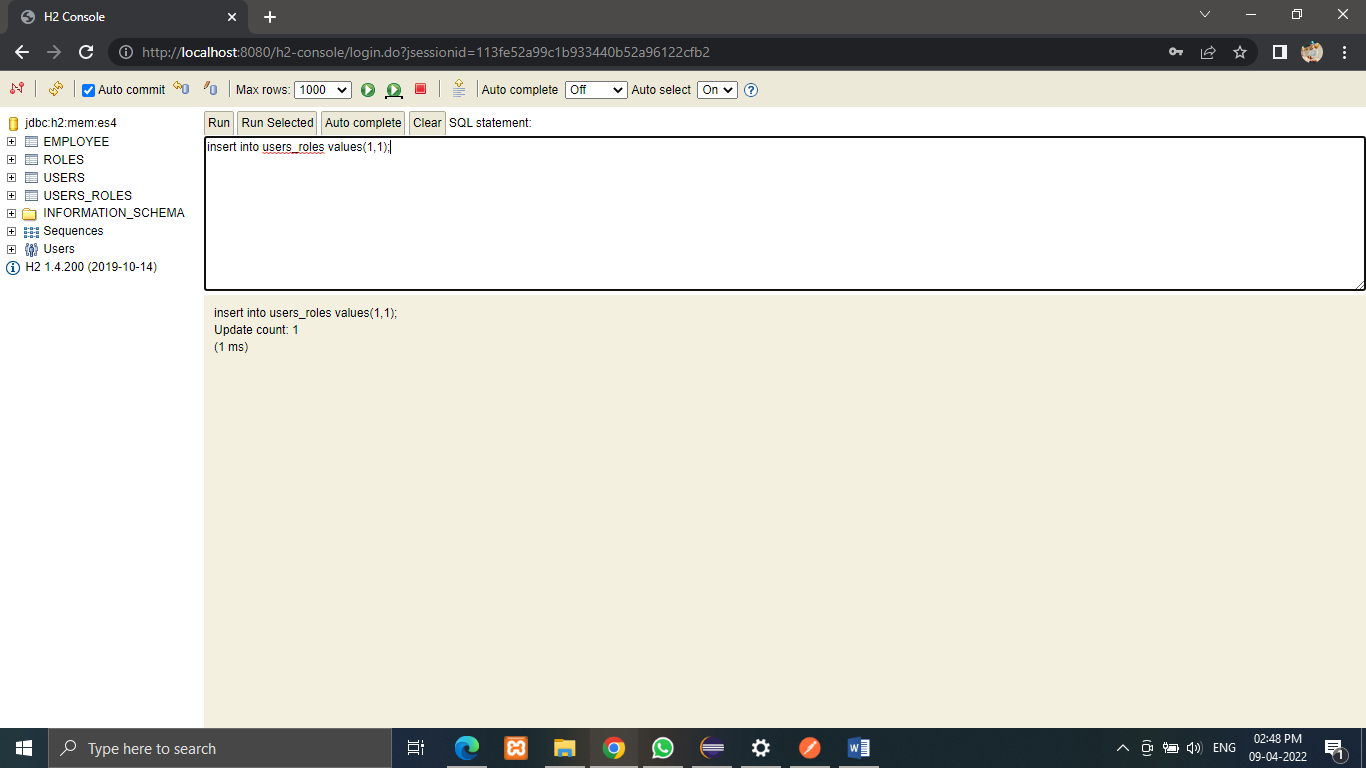 H2 Console
http://localhost:8080/h2-console/login.do?jsessionid=113fe52a99c1b933440b52a96122cfb2
Auto commit Max rows: 1000 Auto complete Off Auto select On
jdbc:h2:mem:es4
EMPLOYEE
ROLES
USERS
USERS_ROLES
INFORMATION_SCHEMA
Sequences
Users
H2 1.4.200 (2019-10-14)
Run Run Selected Auto complete Clear SQL statement:
insert into users_roles values(1,1);
insert into users_roles values(1,1);
Update count: 1
(1 ms)
Type here to search
ENG
02:48 PM
09-04-2022
1